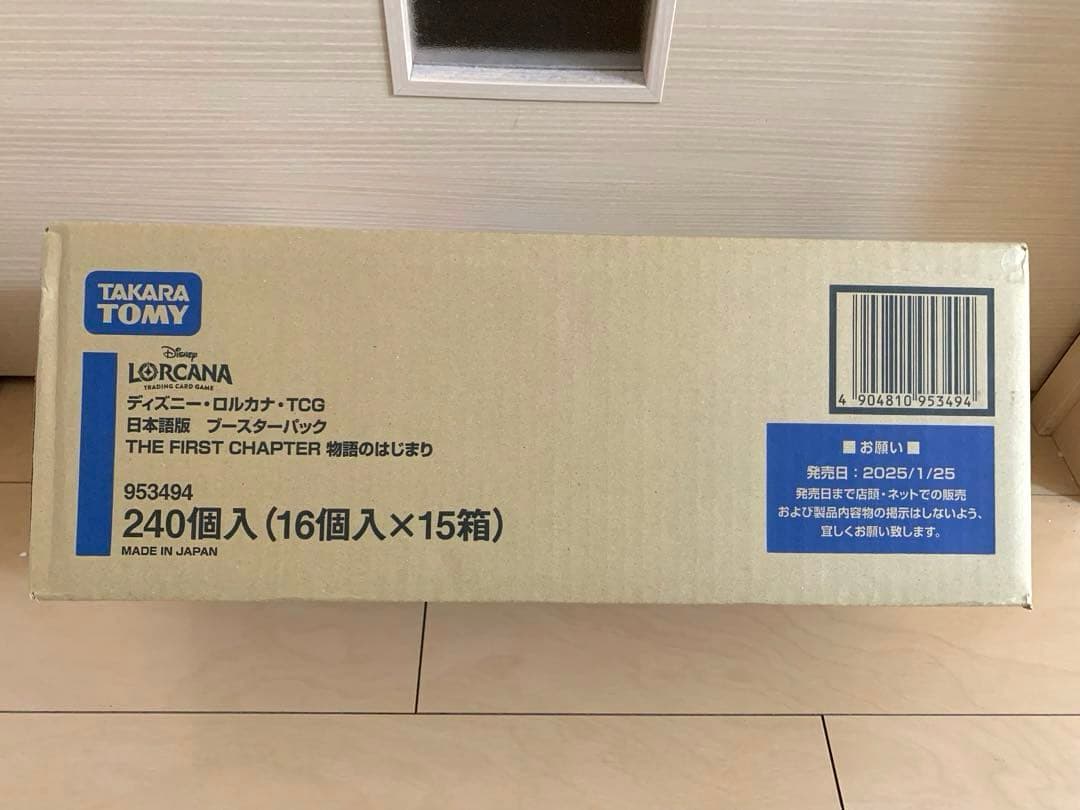 TAKARA
TOMY
Disney
LORCANA
TRADING CARD GAME
ディズニー・ロルカナ・TCG
日本語版 ブースターパック
THE FIRST CHAPTER 物語のはじまり
953494
240個入(16個入×15箱)
MADE IN JAPAN
4 904810 953494
■お願い■
発売日:2025/1/25
発売日まで店頭・ネットでの販売
および製品内容物の掲示はしないよう、
宜しくお願い致します。